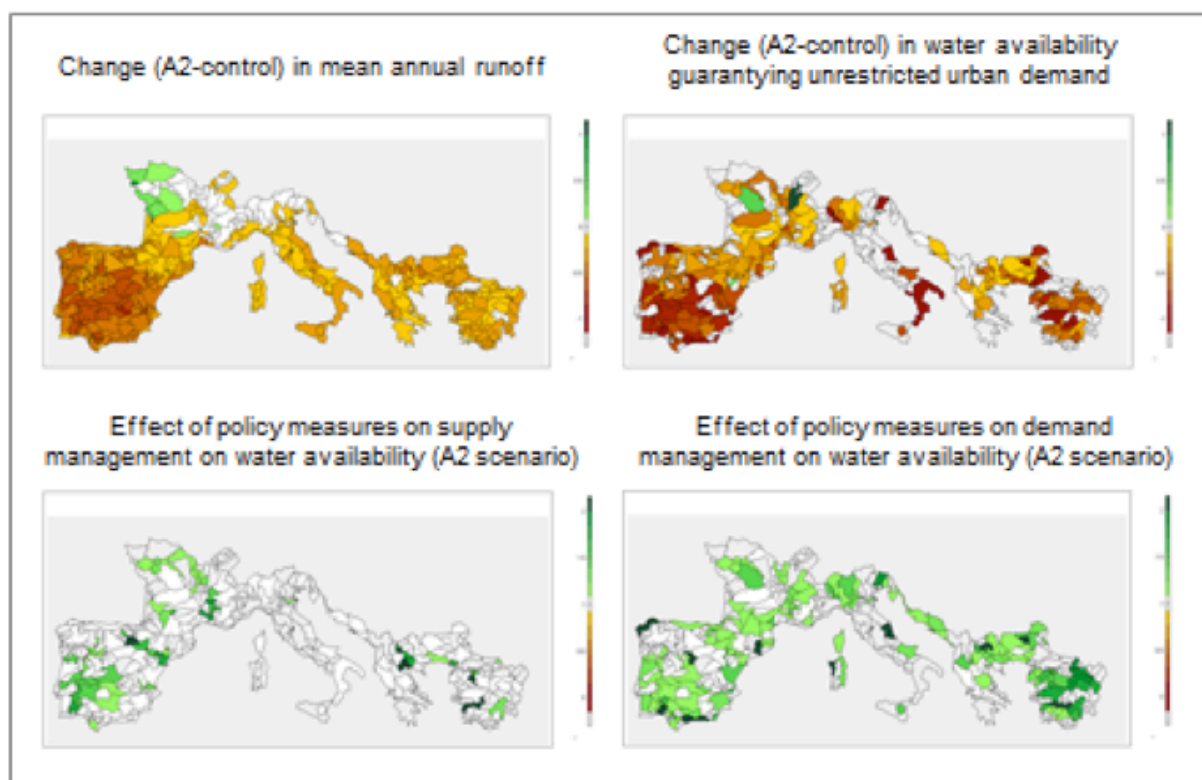 Change (A2-control) in mean annual runoff
Change (A2-control) in water availability
guarantying unrestricted urban demand
Effect of policy measures on supply
management on water availability (A2 scenario)
Effect of policy measures on demand
management on water availability (A2 scenario)